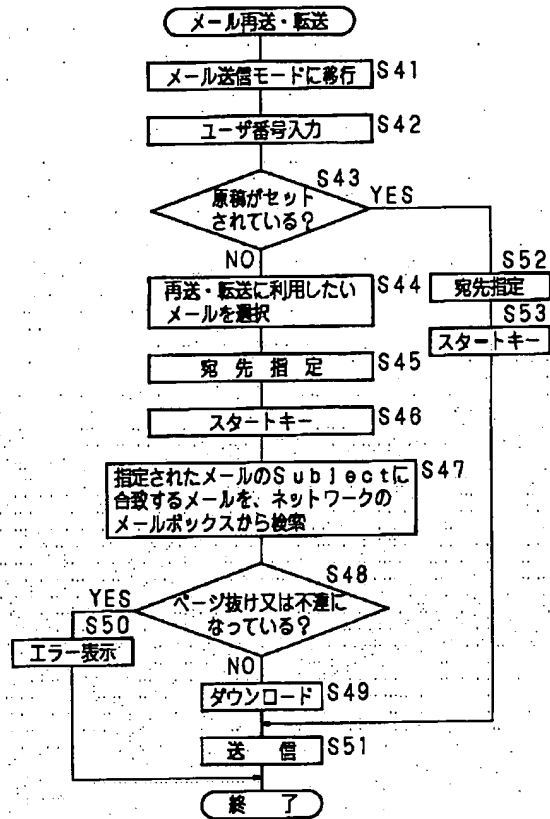 メール再送・転送
メール送信モードに移行 S41
ユーザ番号入力 S42
S43
原稿がセット
されている?
YES
NO
S52
宛先指定
S53
スタートキー
再送・転送に利用したい
メールを選択
S44
宛先指定 S45
スタートキー S46
指定されたメールのSubjectに
合致するメールを、ネットワークの
メールボックスから検索
S47
S48
ページ抜け又は不達に
なっている?
YES
S50
エラー表示
NO
ダウンロード S49
送信 S51
終了